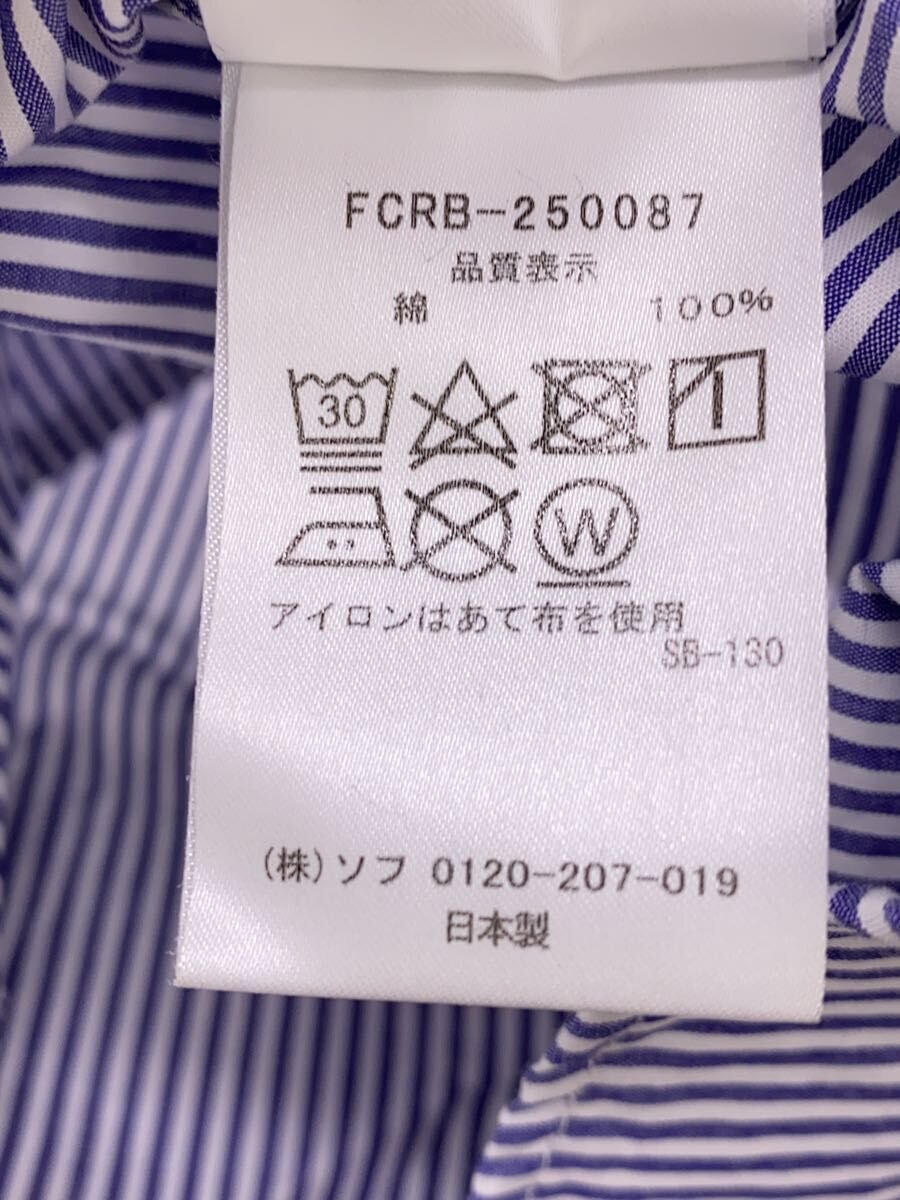 FCRB-250087
品質表示
綿 100%
30
W
アイロンはあて布を使用
SB-130
(株)ソフ 0120-207-019
日本製